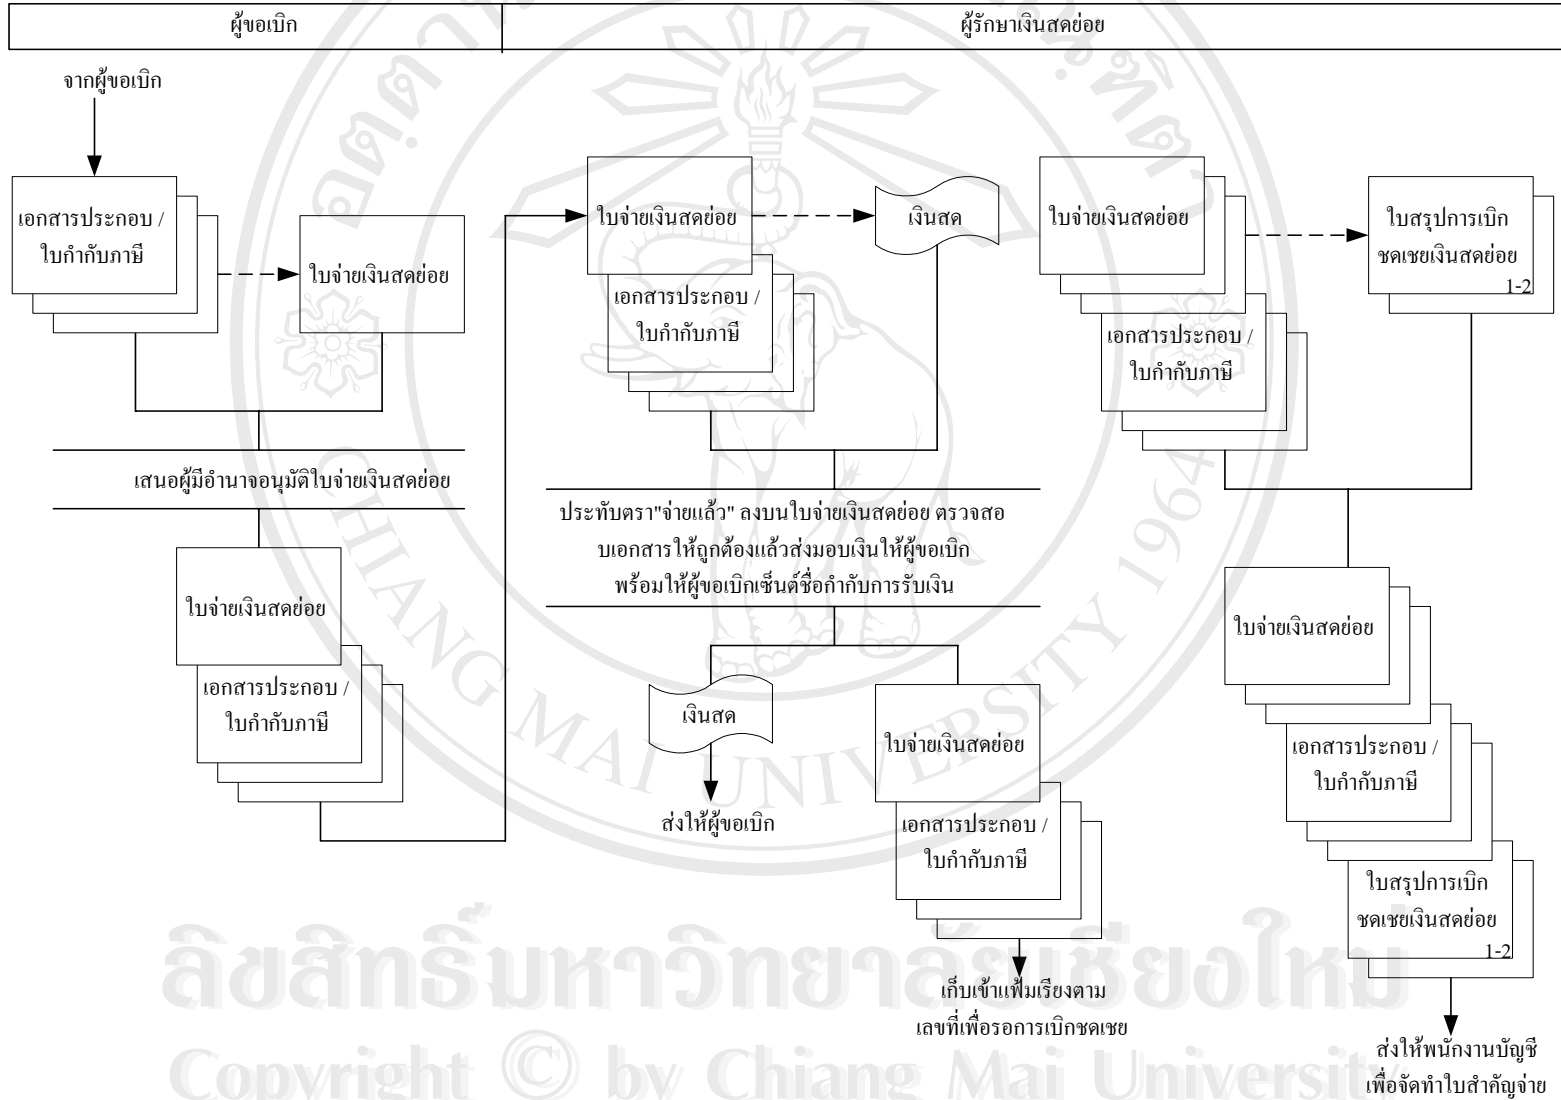 ผู้ขอเบิก
ผู้รักษาเงินสดย่อย
จากผู้ขอเบิก
เอกสารประกอบ /
ใบกำกับภาษี
ใบจ่ายเงินสดย่อย
เสนอผู้มีอำนาจอนุมัติใบจ่ายเงินสดย่อย
ใบจ่ายเงินสดย่อย
เอกสารประกอบ /
ใบกำกับภาษี
ใบจ่ายเงินสดย่อย
เอกสารประกอบ /
ใบกำกับภาษี
เงินสด
ประทับตรา"จ่ายแล้ว" ลงบนใบจ่ายเงินสดย่อย ตรวจสอ
บเอกสารให้ถูกต้องแล้วส่งมอบเงินให้ผู้ขอเบิก
พร้อมให้ผู้ขอเบิกเซ็นต์ชื่อกำกับการรับเงิน
เงินสด
ส่งให้ผู้ขอเบิก
ใบจ่ายเงินสดย่อย
เอกสารประกอบ /
ใบกำกับภาษี
เก็บเข้าแฟ้มเรียงตาม
เลขที่เพื่อรอการเบิกชดเชย
ใบจ่ายเงินสดย่อย
เอกสารประกอบ /
ใบกำกับภาษี
ใบสรุปการเบิก
ชดเชยเงินสดย่อย
1-2
ใบจ่ายเงินสดย่อย
เอกสารประกอบ /
ใบกำกับภาษี
ใบสรุปการเบิก
ชดเชยเงินสดย่อย
1-2
ส่งให้พนักงานบัญชี
เพื่อจัดทำใบสำคัญจ่าย
CHIANG MAI UNIVERSITY 1964
ลิขสิทธิ์มหาวิทยาลัยเชียงใหม่
Copyright © by Chiang Mai University